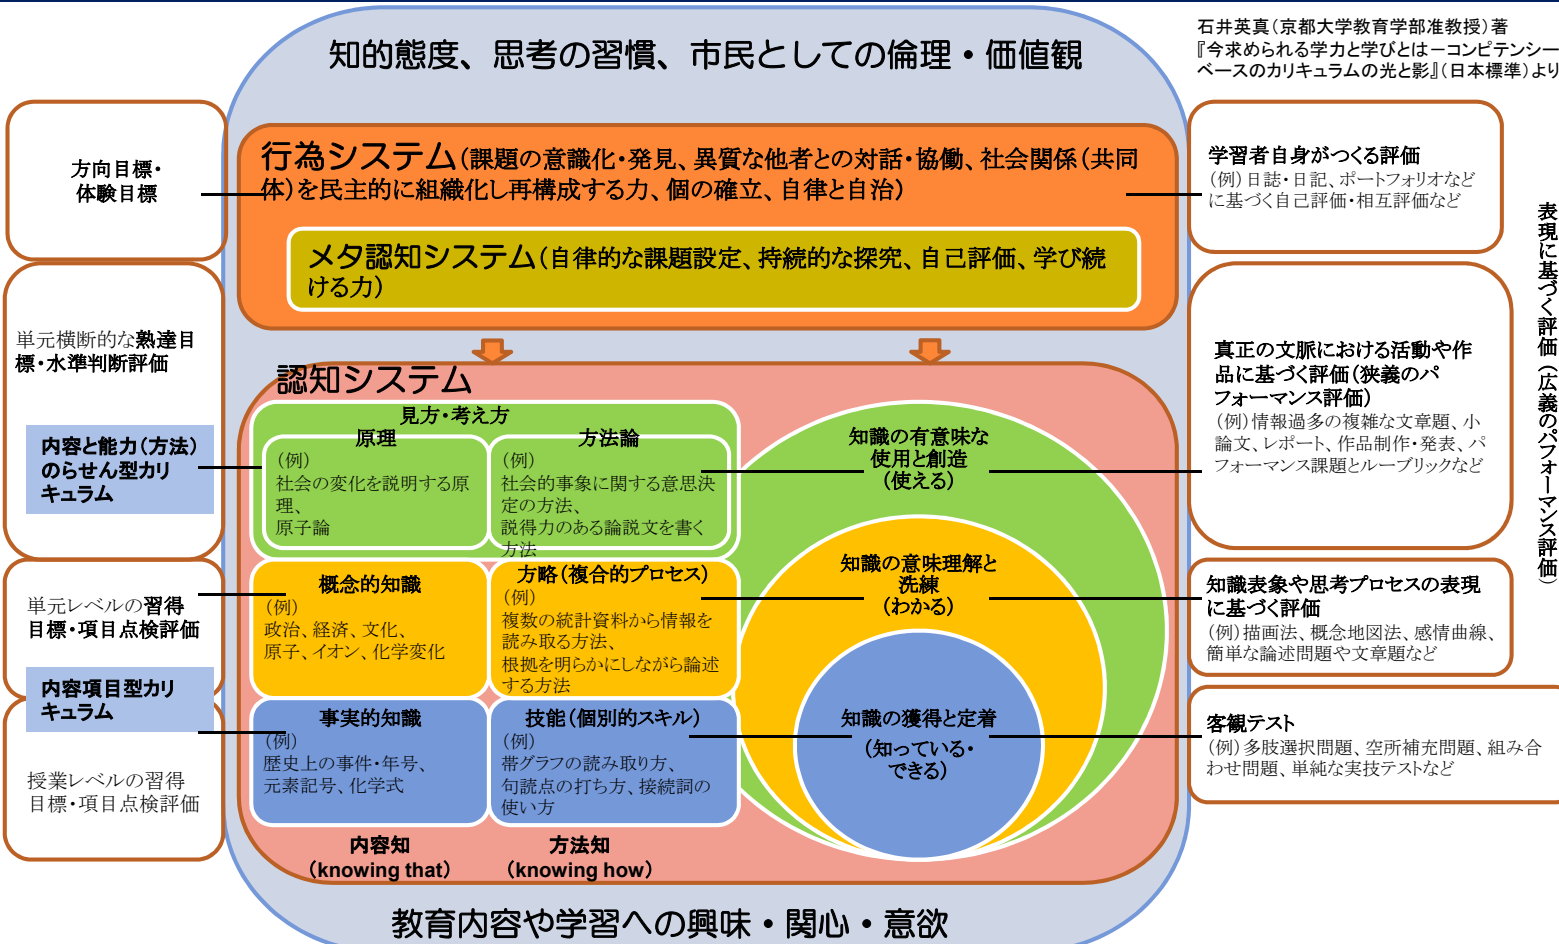 知的態度、思考の習慣、市民としての倫理・価値観
石井英真（京都大学教育学部准教授）著
『今求められる学力と学びとは－コンピテンシー
ベースのカリキュラムの光と影』（日本標準）より
方向目標・
体験目標
行為システム（課題の意識化・発見、異質な他者との対話・協働、社会関係（共同
体）を民主的に組織化し再構成する力、個の確立、自律と自治）
メタ認知システム（自律的な課題設定、持続的な探究、自己評価、学び続
ける力）
学習者自身がつくる評価
（例）日誌・日記、ポートフォリオなど
に基づく自己評価・相互評価など
表現に基づく評価（広義のパフォーマンス評価）
単元横断的な熟達目
標・水準判断評価
内容と能力（方法）
のらせん型カリ
キュラム
認知システム
見方・考え方
原理
（例）
社会の変化を説明する原
理、
原子論
方法論
（例）
社会的事象に関する意思決
定の方法、
説得力のある論説文を書く
方法
知識の有意味な
使用と創造
（使える）
真正の文脈における活動や作
品に基づく評価（狭義のパ
フォーマンス評価）
（例）情報過多の複雑な文章題、小
論文、レポート、作品制作・発表、パ
フォーマンス課題とルーブリックなど
単元レベルの習得
目標・項目点検評価
内容項目型カリ
キュラム
概念的知識
（例）
政治、経済、文化、
原子、イオン、化学変化
方略（複合的プロセス）
（例）
複数の統計資料から情報を
読み取る方法、
根拠を明らかにしながら論述
する方法
知識の意味理解と
洗練
（わかる）
知識表象や思考プロセスの表現
に基づく評価
（例）描画法、概念地図法、感情曲線、
簡単な論述問題や文章題など
授業レベルの習得
目標・項目点検評価
事実的知識
（例）
歴史上の事件・年号、
元素記号、化学式
技能（個別的スキル）
（例）
帯グラフの読み取り方、
句読点の打ち方、接続詞の
使い方
知識の獲得と定着
（知っている・
できる）
客観テスト
（例）多肢選択問題、空所補充問題、組み合
わせ問題、単純な実技テストなど
内容知
（knowing that）
方法知
（knowing how）
教育内容や学習への興味・関心・意欲